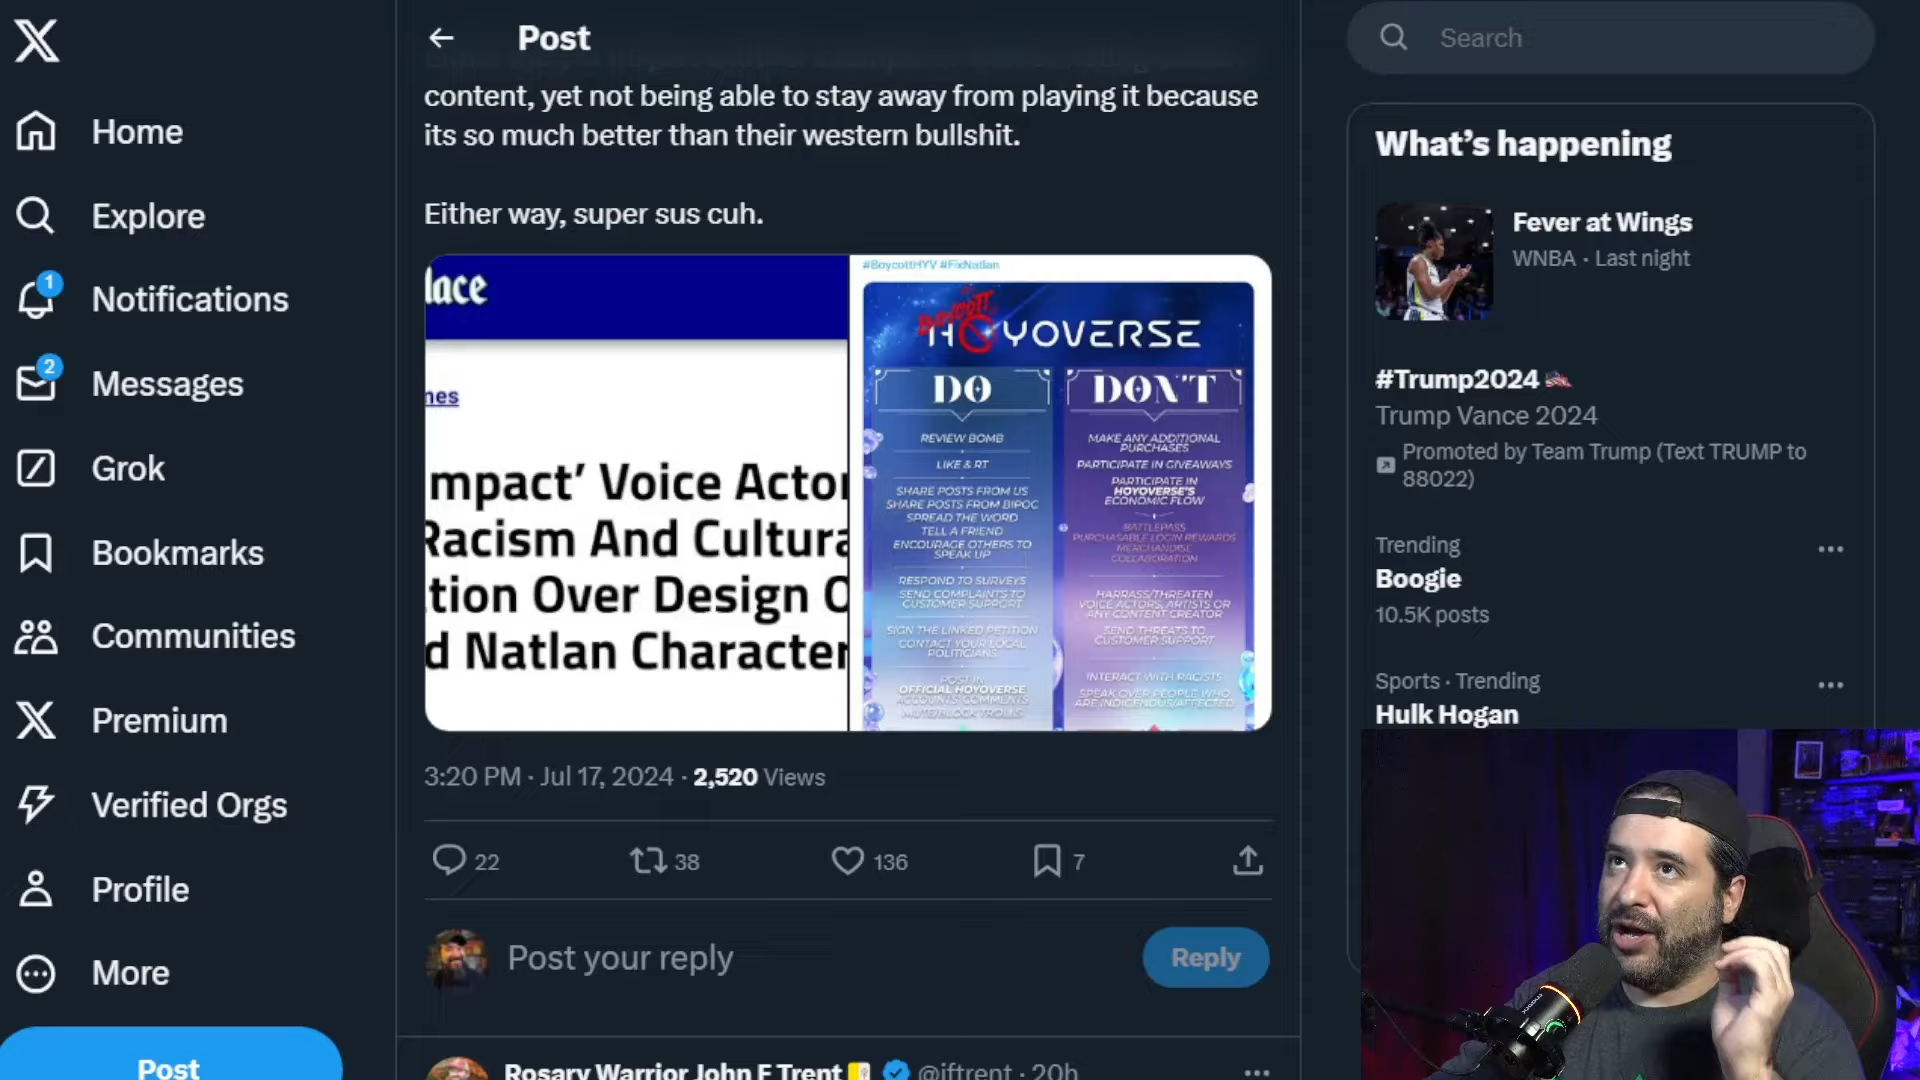 Home
Explore
1
Notifications
2
Messages
Grok
Bookmarks
Communities
Premium
Verified Orgs
Profile
More
Post
Post
content, yet not being able to stay away from playing it because
its so much better than their western bullshit.
Either way, super sus cuh.
lace
nes
mpact’ Voice Actor
Racism And Cultura
tion Over Design O
d Natlan Character
#BoycottHYV #FixNatlan
BOYCOTT
HOYOVERSE
DO
REVIEW BOMB
LIKE & RT
SHARE POSTS FROM US
SHARE POSTS FROM BIPOC
SPREAD THE WORD
TELL A FRIEND
ENCOURAGE OTHERS TO
SPEAK UP
RESPOND TO SURVEYS
SEND COMPLAINTS TO
CUSTOMER SUPPORT
SIGN THE LINKED PETITION
CONTACT YOUR LOCAL
POLITICIANS
POST IN
OFFICIAL HOYOVERSE
ACCOUNTS' COMMENTS
MUTE/BLOCK TROLLS
DON'T
MAKE ANY ADDITIONAL
PURCHASES
PARTICIPATE IN GIVEAWAYS
PARTICIPATE IN
HOYOVERSE'S
ECONOMIC FLOW
BATTLEPASS
PURCHASABLE LOGIN REWARDS
MERCHANDISE
COLLABORATION
HARRASS/THREATEN
VOICE ACTORS, ARTISTS OR
ANY CONTENT CREATOR
SEND THREATS TO
CUSTOMER SUPPORT
INTERACT WITH RACISTS
SPEAK OVER PEOPLE WHO
ARE INDIGENOUS/AFFECTED
3:20 PM · Jul 17, 2024 · 2,520 Views
22 38 136 7
Post your reply
Reply
Rosary Warrior John F Trent @iftrent · 20h
Search
What’s happening
Fever at Wings
WNBA · Last night
#Trump2024
Trump Vance 2024
Promoted by Team Trump (Text TRUMP to
88022)
Trending
Boogie
10.5K posts
Sports · Trending
Hulk Hogan